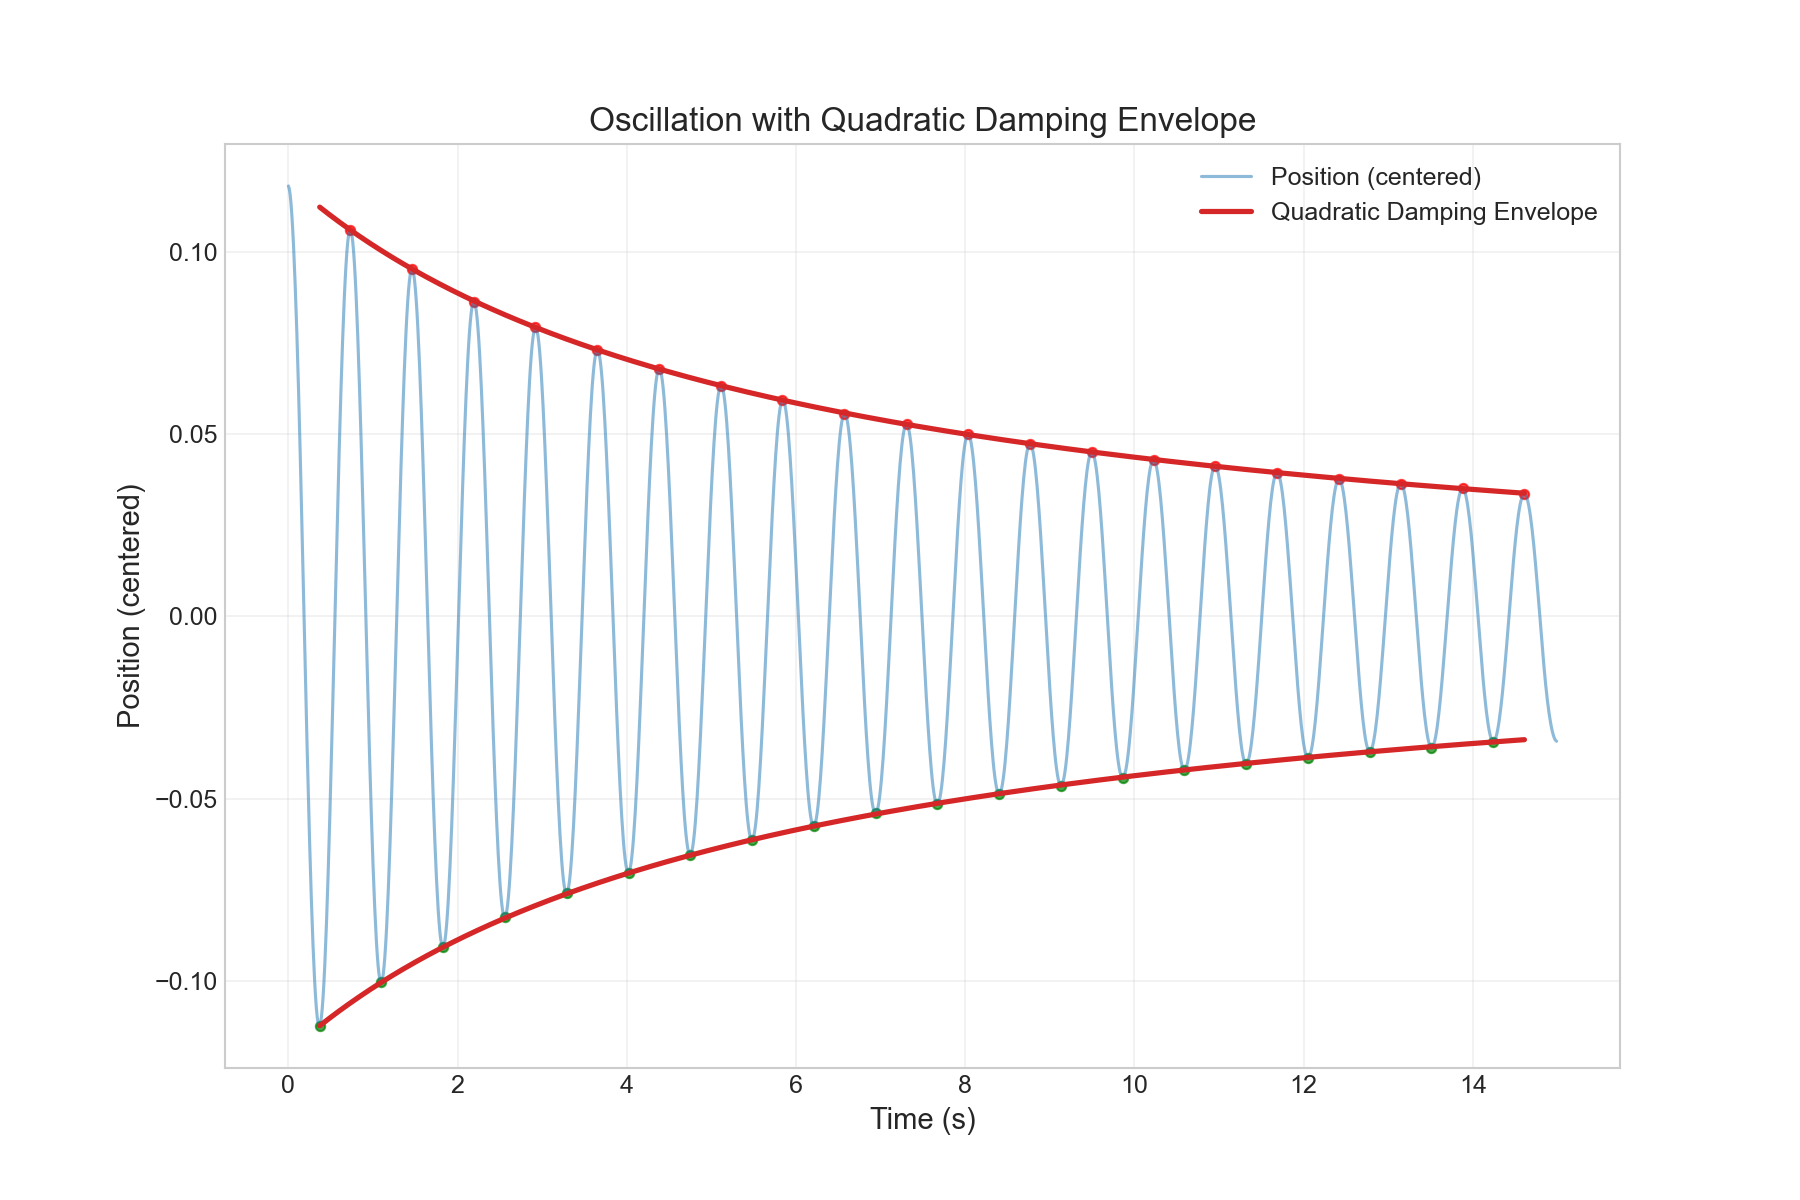 Oscillation with Quadratic Damping Envelope
Position (centered)
Quadratic Damping Envelope
0.10
0.05
0.00
−0.05
−0.10
Position (centered)
0 2 4 6 8 10 12 14
Time (s)